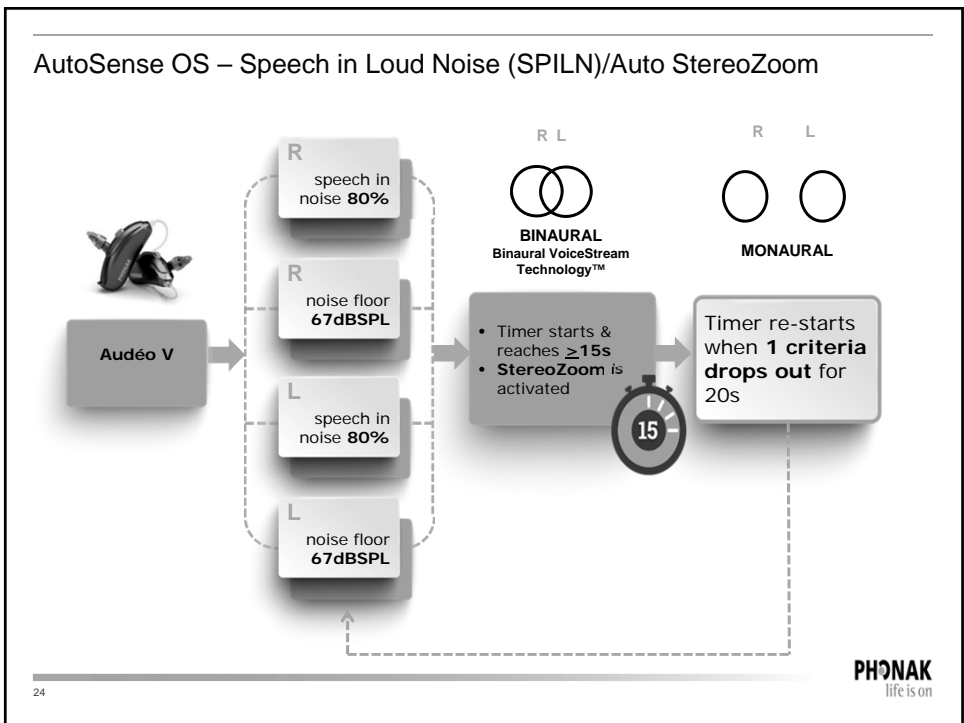 AutoSense OS – Speech in Loud Noise (SPILN)/Auto StereoZoom
PHONAK
Audéo V
R
speech in
noise 80%
R
noise floor
67dBSPL
L
speech in
noise 80%
L
noise floor
67dBSPL
R L
BINAURAL
Binaural VoiceStream
Technology™
• Timer starts &
reaches ≥15s
• StereoZoom is
activated
15
R L
MONAURAL
Timer re-starts
when 1 criteria
drops out for
20s
24
PHONAK
life is on